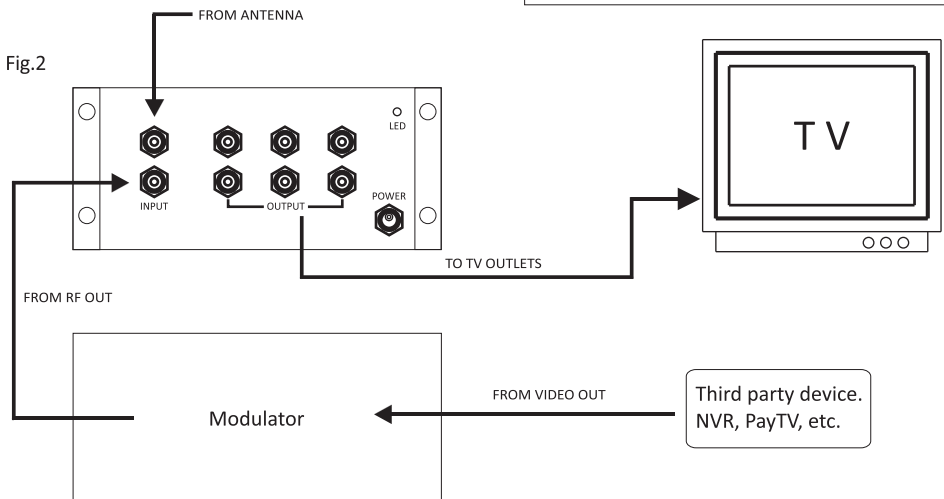 FROM ANTENNA
Fig.2
LED
TV
INPUT
OUTPUT
POWER
TO TV OUTLETS
FROM RF OUT
FROM VIDEO OUT
Third party device.
NVR, PayTV, etc.
Modulator